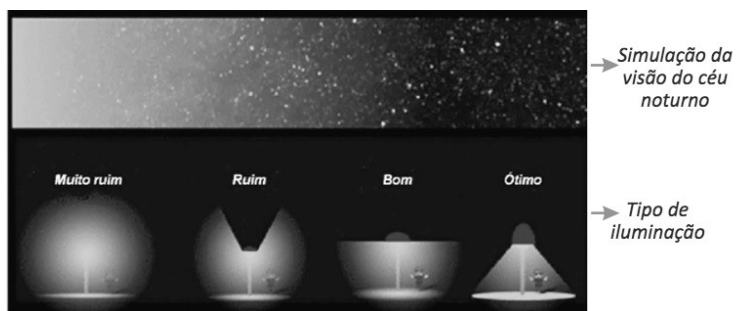 Simulação da
visão do céu
noturno
Muito ruim
Ruim
Bom
Ótimo
Tipo de
iluminação